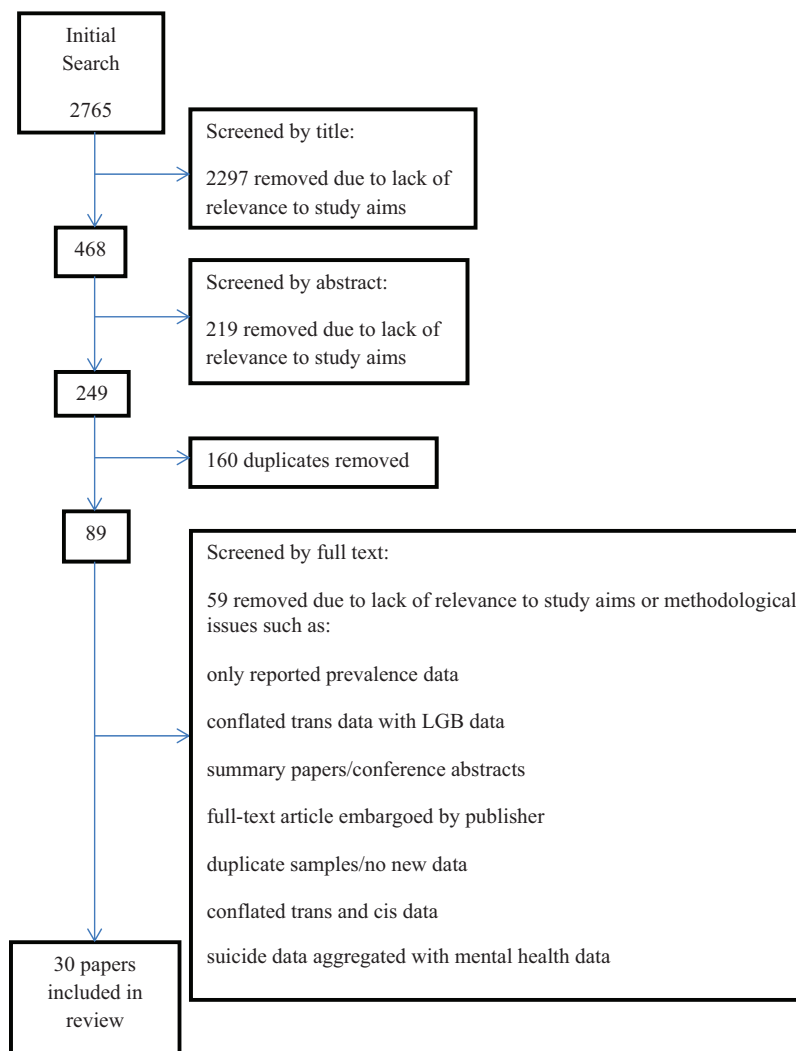 Initial
Search
2765
Screened by title:
2297 removed due to lack of
relevance to study aims
468
Screened by abstract:
219 removed due to lack of
relevance to study aims
249
160 duplicates removed
89
Screened by full text:
59 removed due to lack of relevance to study aims or methodological
issues such as:
only reported prevalence data
conflated trans data with LGB data
summary papers/conference abstracts
full-text article embargoed by publisher
duplicate samples/no new data
conflated trans and cis data
suicide data aggregated with mental health data
30 papers
included in
review